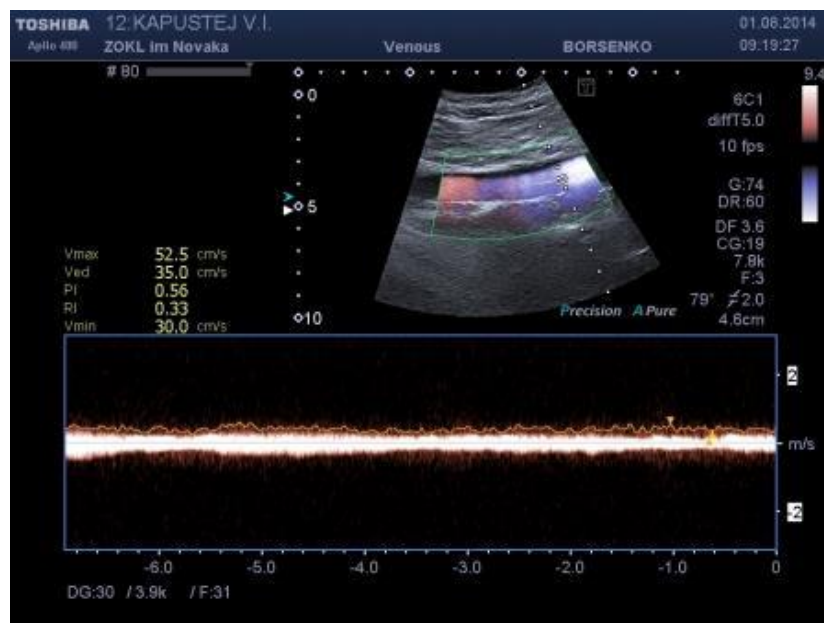 TOSHIBA 12:KAPUSTEJ V.I. 01.08.2014
Aplio 400 ZOKL im Novaka Venous BORSENKO 09:19:27
# 80
9.4
0
6C1
diffT5.0
10 fps
G:74
DR:60
5
DF 3.6
CG:19
7.8k
F:3
79° ≠2.0
4.6cm
Precision APure
10
Vmax 52.5 cm/s
Ved 35.0 cm/s
PI 0.56
RI 0.33
Vmin 30.0 cm/s
2
m/s
-2
-6.0 -5.0 -4.0 -3.0 -2.0 -1.0 0
DG:30 /3.9k /F:31